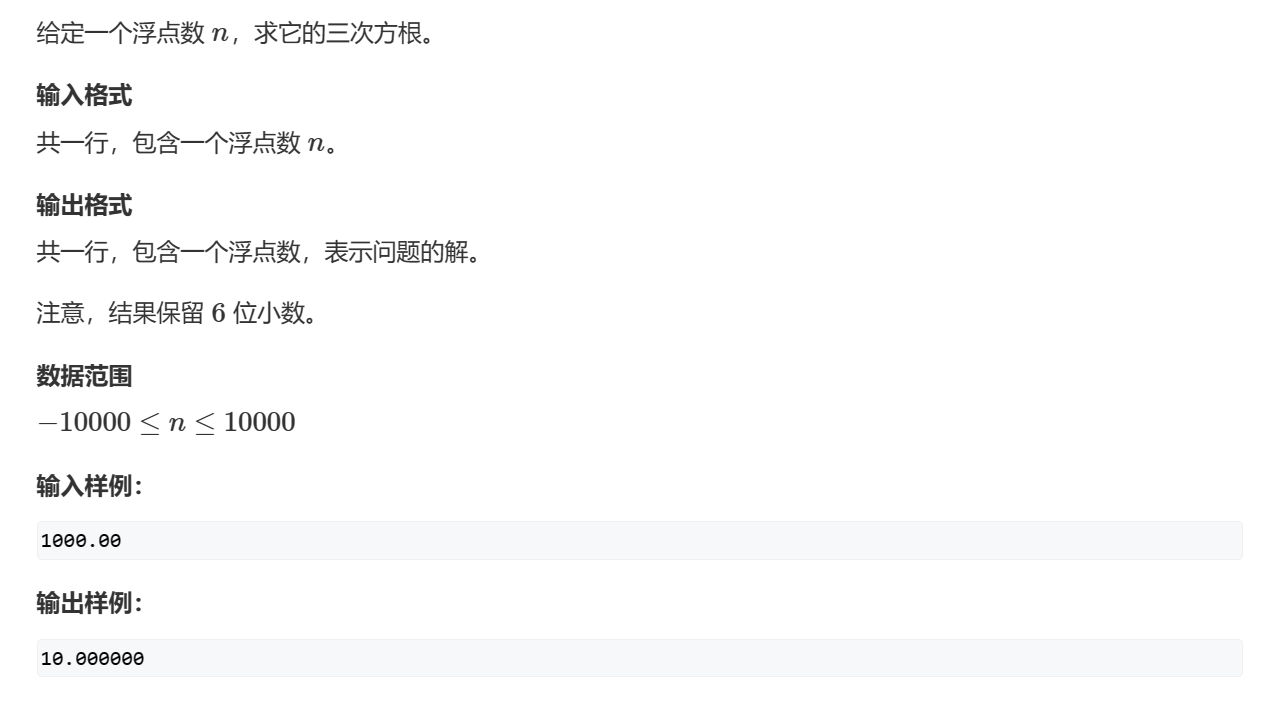 给定一个浮点数 n，求它的三次方根。
输入格式
共一行，包含一个浮点数 n。
输出格式
共一行，包含一个浮点数，表示问题的解。
注意，结果保留 6 位小数。
数据范围
−10000 ≤ n ≤ 10000
输入样例：
1000.00
输出样例：
10.000000